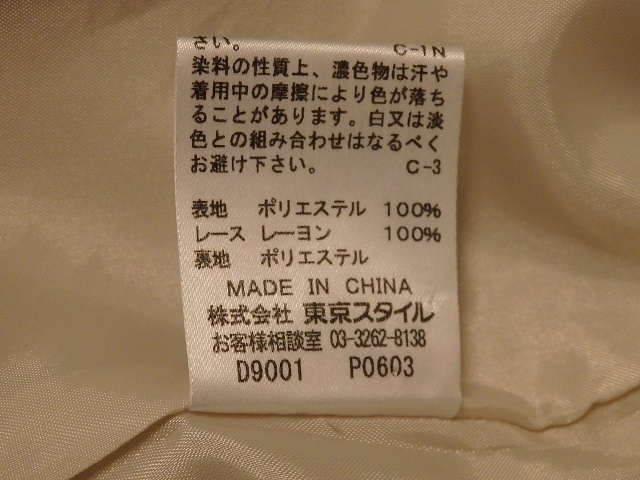 さい。 C-1N
染料の性質上、濃色物は汗や
着用中の摩擦により色が落ち
ることがあります。白又は淡
色との組み合わせはなるべく
お避け下さい。 C-3
表地 ポリエステル 100%
レース レーヨン 100%
裏地 ポリエステル
MADE IN CHINA
株式会社 東京スタイル
お客様相談室 03-3262-8138
D9001 P0603